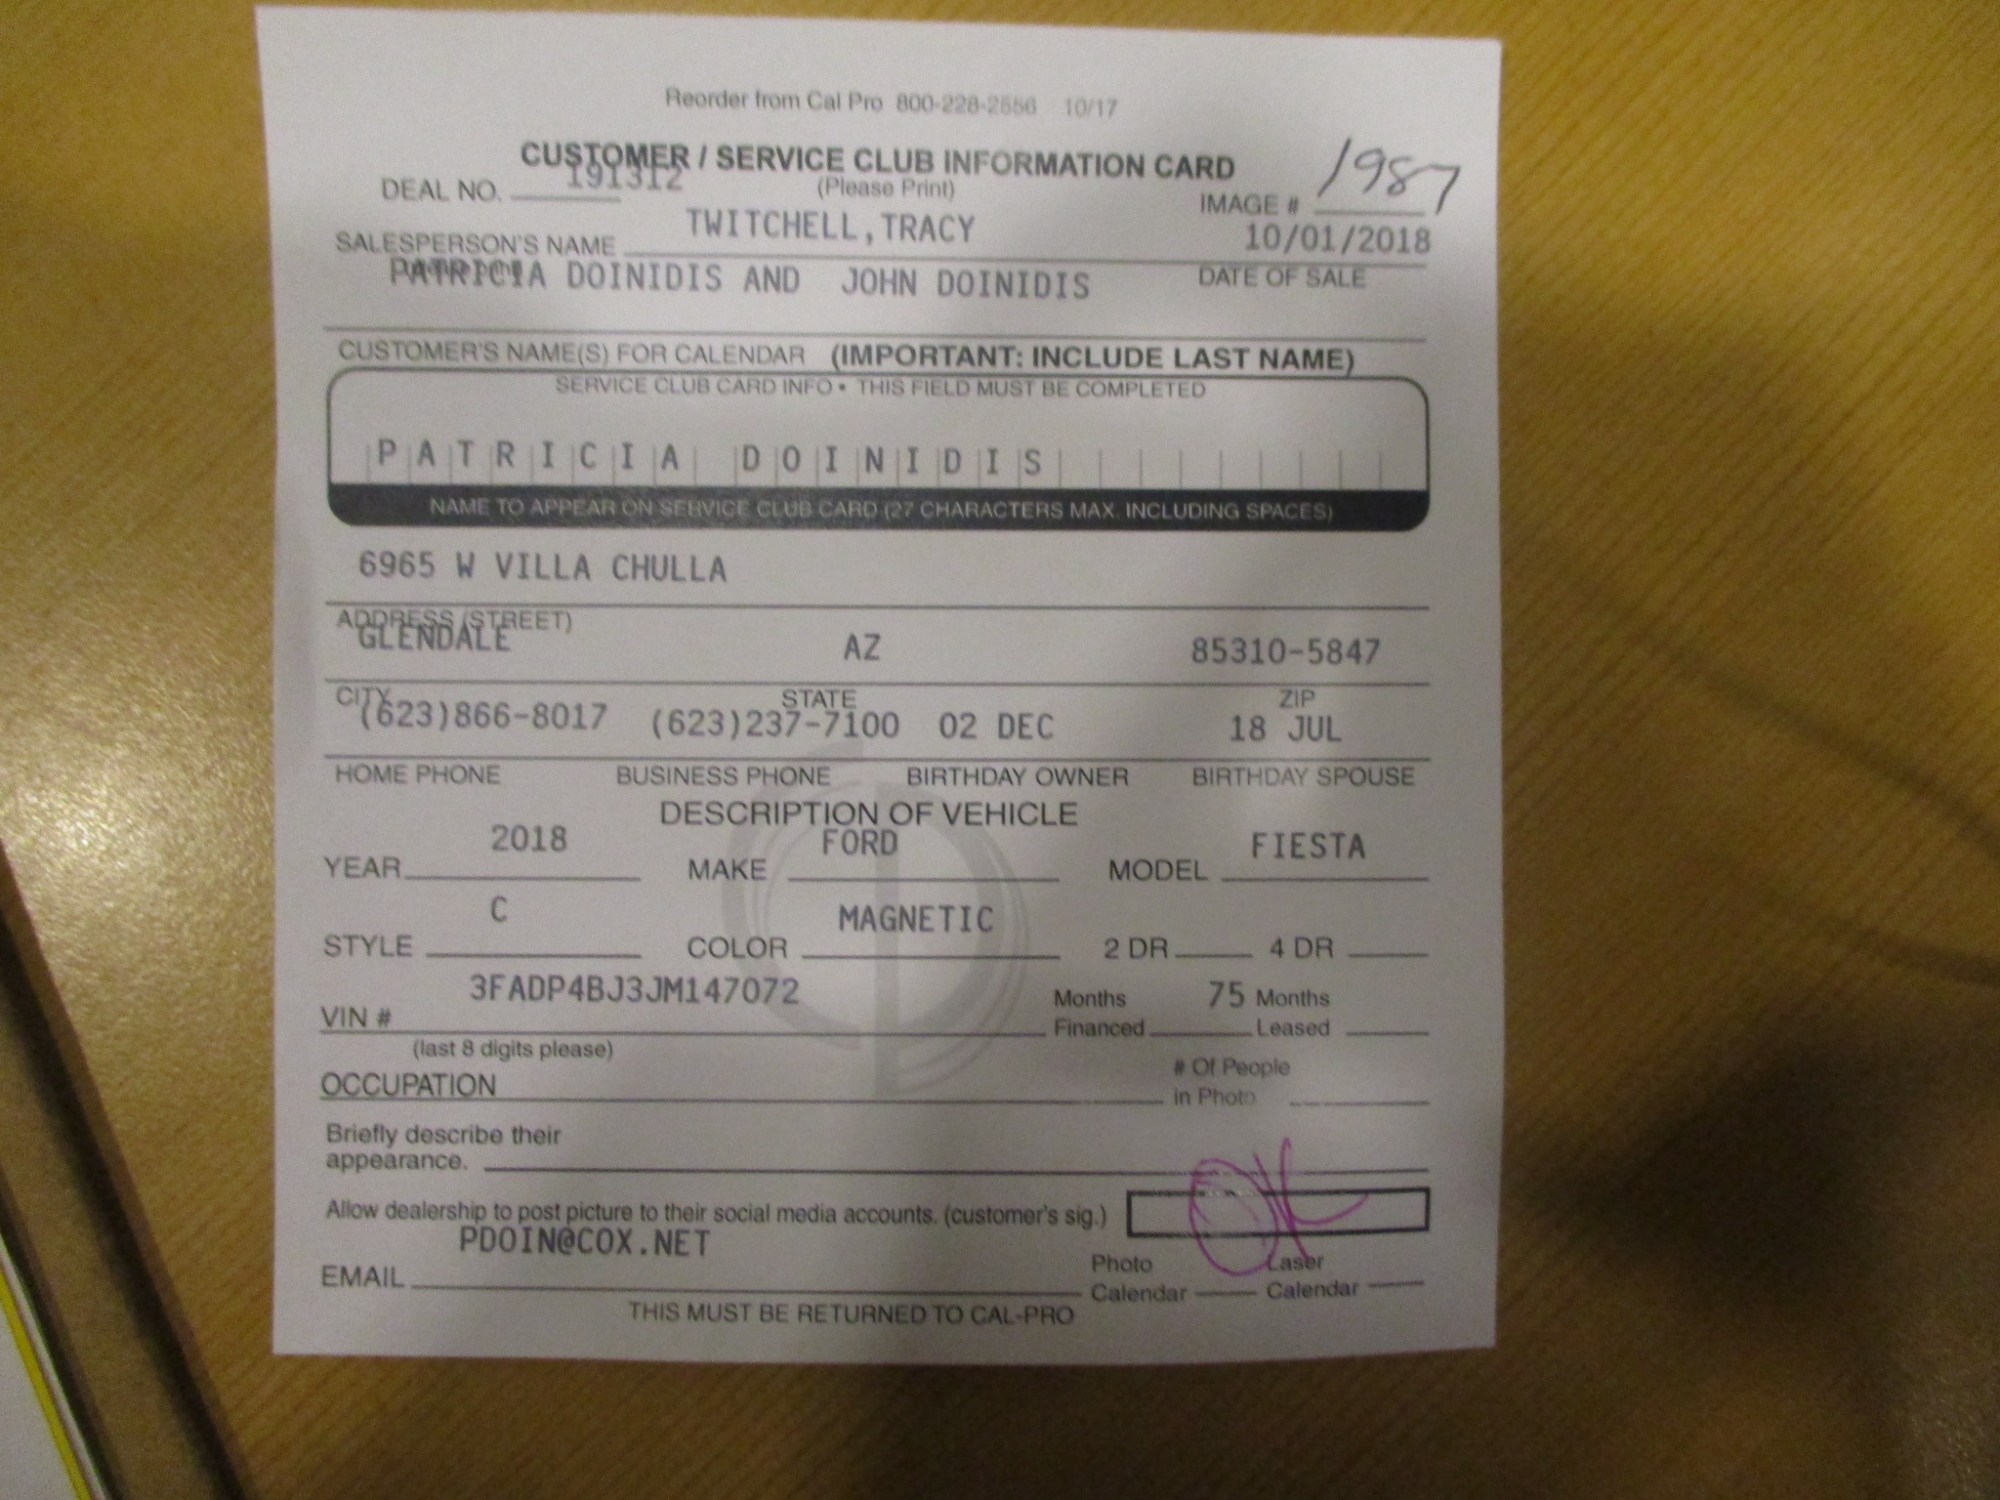 Reorder from Cal Pro 800-228-2556 10/17
CUSTOMER / SERVICE CLUB INFORMATION CARD
DEAL NO. 191312 (Please Print) IMAGE # 1987
SALESPERSON'S NAME TWITCHELL,TRACY 10/01/2018
PATRICIA DOINIDIS AND JOHN DOINIDIS DATE OF SALE
CUSTOMER'S NAME(S) FOR CALENDAR (IMPORTANT: INCLUDE LAST NAME)
SERVICE CLUB CARD INFO • THIS FIELD MUST BE COMPLETED
PATRICIA DOINIDIS
NAME TO APPEAR ON SERVICE CLUB CARD (27 CHARACTERS MAX. INCLUDING SPACES)
6965 W VILLA CHULLA
ADDRESS (STREET)
GLENDALE AZ 85310-5847
CITY STATE ZIP
(623)866-8017 (623)237-7100 02 DEC 18 JUL
HOME PHONE BUSINESS PHONE BIRTHDAY OWNER BIRTHDAY SPOUSE
DESCRIPTION OF VEHICLE
YEAR 2018 MAKE FORD MODEL FIESTA
STYLE C COLOR MAGNETIC 2 DR 4 DR
VIN # 3FADP4BJ3JM147072 Months Financed 75 Months Leased
(last 8 digits please)
OCCUPATION # Of People in Photo
Briefly describe their
appearance.
Allow dealership to post picture to their social media accounts. (customer's sig.) OK
EMAIL PDOIN@COX.NET Photo Calendar Laser Calendar
THIS MUST BE RETURNED TO CAL-PRO